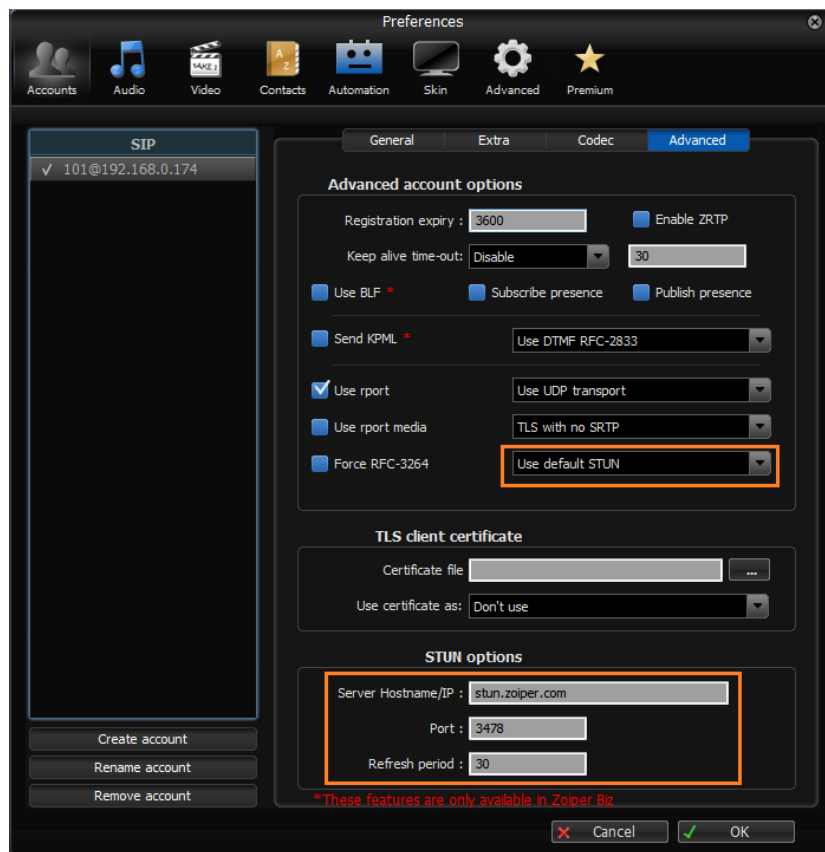 Preferences
Accounts Audio Video Contacts Automation Skin Advanced Premium
SIP
101@192.168.0.174
General Extra Codec Advanced
Advanced account options
Registration expiry : 3600 Enable ZRTP
Keep alive time-out: Disable 30
Use BLF * Subscribe presence Publish presence
Send KPML * Use DTMF RFC-2833
Use rport Use UDP transport
Use rport media TLS with no SRTP
Force RFC-3264 Use default STUN
TLS client certificate
Certificate file ...
Use certificate as: Don't use
STUN options
Server Hostname/IP : stun.zoiper.com
Port : 3478
Refresh period : 30
*These features are only available in Zoiper Biz
Create account
Rename account
Remove account
Cancel OK